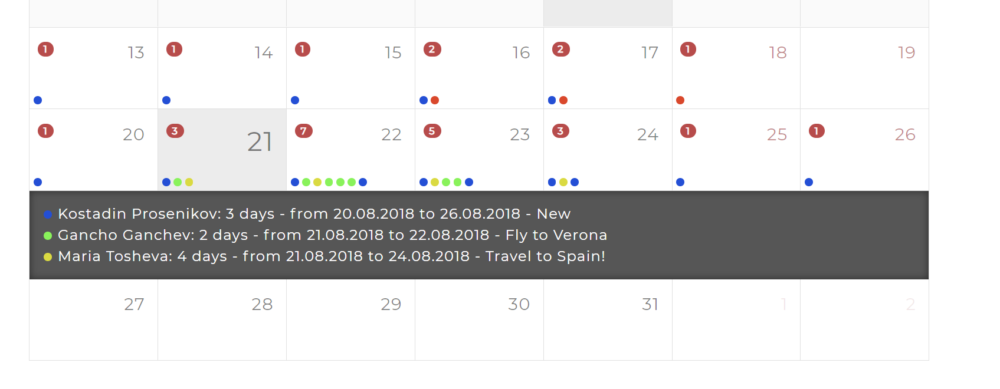 1 13 1 14 1 15 2 16 2 17 1 18 19
1 20 3 21 7 22 5 23 3 24 1 25 1 26
Kostadin Prosenikov: 3 days - from 20.08.2018 to 26.08.2018 - New
Gancho Ganchev: 2 days - from 21.08.2018 to 22.08.2018 - Fly to Verona
Maria Tosheva: 4 days - from 21.08.2018 to 24.08.2018 - Travel to Spain!
27 28 29 30 31 1 2